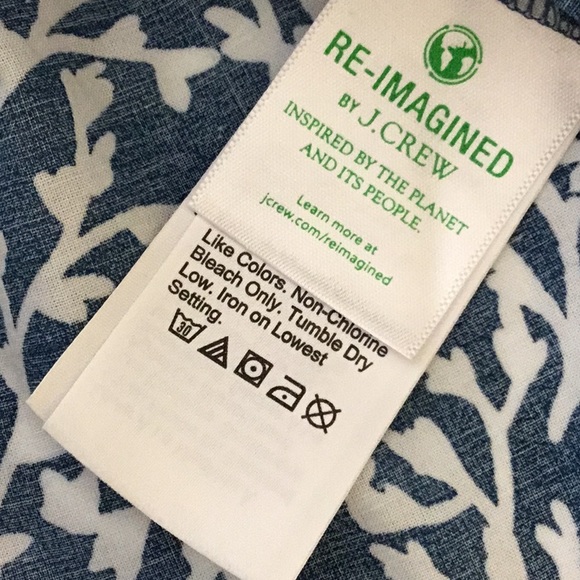 RE-IMAGINED
BY J.CREW
INSPIRED BY THE PLANET
AND ITS PEOPLE.
Learn more at
jcrew.com/reimagined
Like Colors. Non-Chlorine
Bleach Only. Tumble Dry
Low. Iron on Lowest
Setting.
30